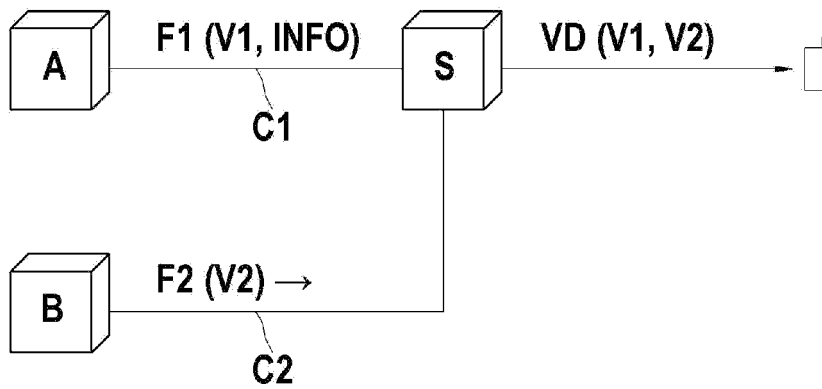 A F1 (V1, INFO) S VD (V1, V2)
C1
B F2 (V2) →
C2